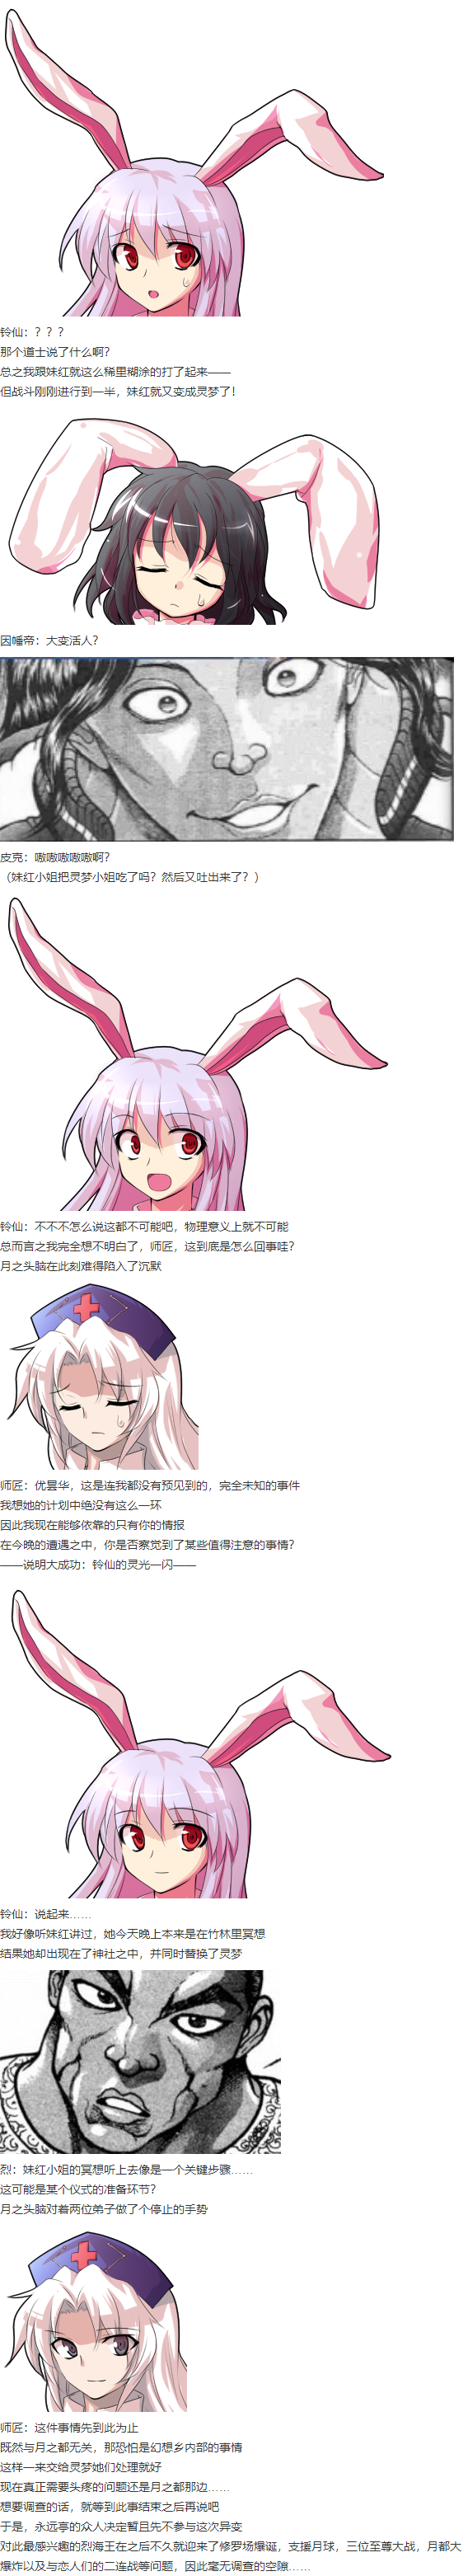 铃仙：？？？
那个道士说了什么啊？
总之我跟妹红就这么稀里糊涂的打了起来——
但战斗刚刚进行到一半，妹红就又变成灵梦了！
因幡帝：大变活人？
皮克：嗷嗷嗷嗷嗷啊？
（妹红小姐把灵梦小姐吃了吗？然后又吐出来了？）
铃仙：不不不怎么说这都不可能吧，物理意义上就不可能
总而言之我完全想不明白了，师匠，这到底是怎么回事哇？
月之头脑在此刻难得陷入了沉默
师匠：优昙华，这是连我都没有预见到的，完全未知的事件
我想她的计划中绝没有这么一环
因此我现在能够依靠的只有你的情报
在今晚的遭遇之中，你是否察觉到了某些值得注意的事情？
——说明大成功：铃仙的灵光一闪——
铃仙：说起来……
我好像听妹红讲过，她今天晚上本来是在竹林里冥想
结果她却出现在了神社之中，并同时替换了灵梦
烈：妹红小姐的冥想听上去像是一个关键步骤……
这可能是某个仪式的准备环节？
月之头脑对着两位弟子做了个停止的手势
师匠：这件事情先到此为止
既然与月之都无关，那恐怕是幻想乡内部的事情
这样一来交给灵梦她们处理就好
现在真正需要头疼的问题还是月之都那边……
想要调查的话，就等到此事结束之后再说吧
于是，永远亭的众人决定暂且先不参与这次异变
对此最感兴趣的烈海王在之后不久就迎来了修罗场爆诞，支援月球，三位至尊大战，月都大
爆炸以及与恋人们的二连战等问题，因此毫无调查的空隙……